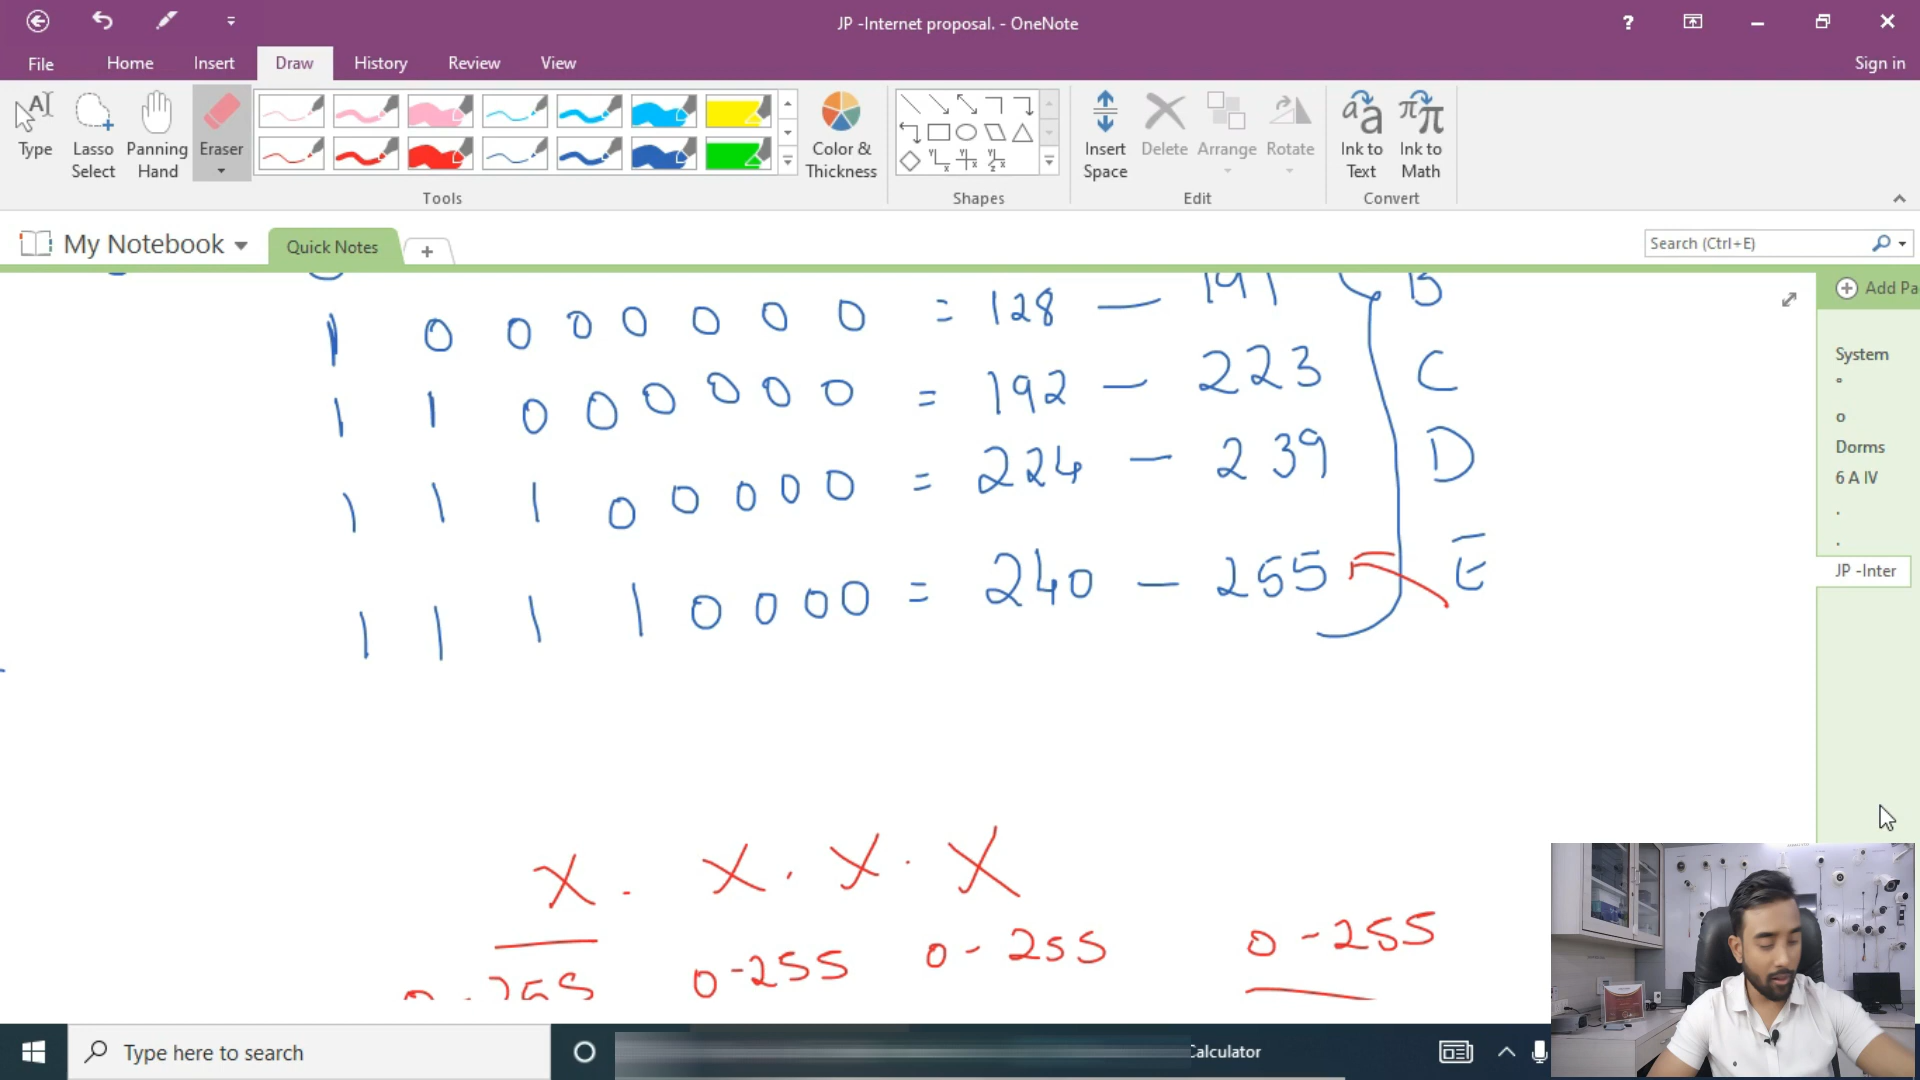 JP -Internet proposal. - OneNote
File Home Insert Draw History Review View Sign in
Type
Lasso Select
Panning Hand
Eraser
Color & Thickness
Insert Space
Delete
Arrange
Rotate
Ink to Text
Ink to Math
Tools Shapes Edit Convert
My Notebook Quick Notes Search (Ctrl+E)
Add Pa
1 0 0 0 0 0 0 0 = 128 — 191 B
1 1 0 0 0 0 0 0 = 192 — 223 C
1 1 1 0 0 0 0 0 = 224 — 239 D
1 1 1 1 0 0 0 0 = 240 — 255 E
System
Dorms
6 A IV
.
.
JP -Inter
X . X . X . X
0-255 0-255 0-255 0-255
Type here to search
Calculator